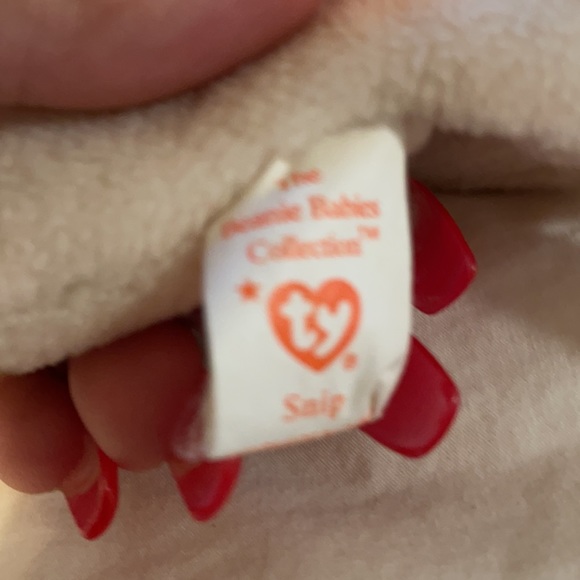 The
Beanie Babies
Collection™
★ ty®
Snip